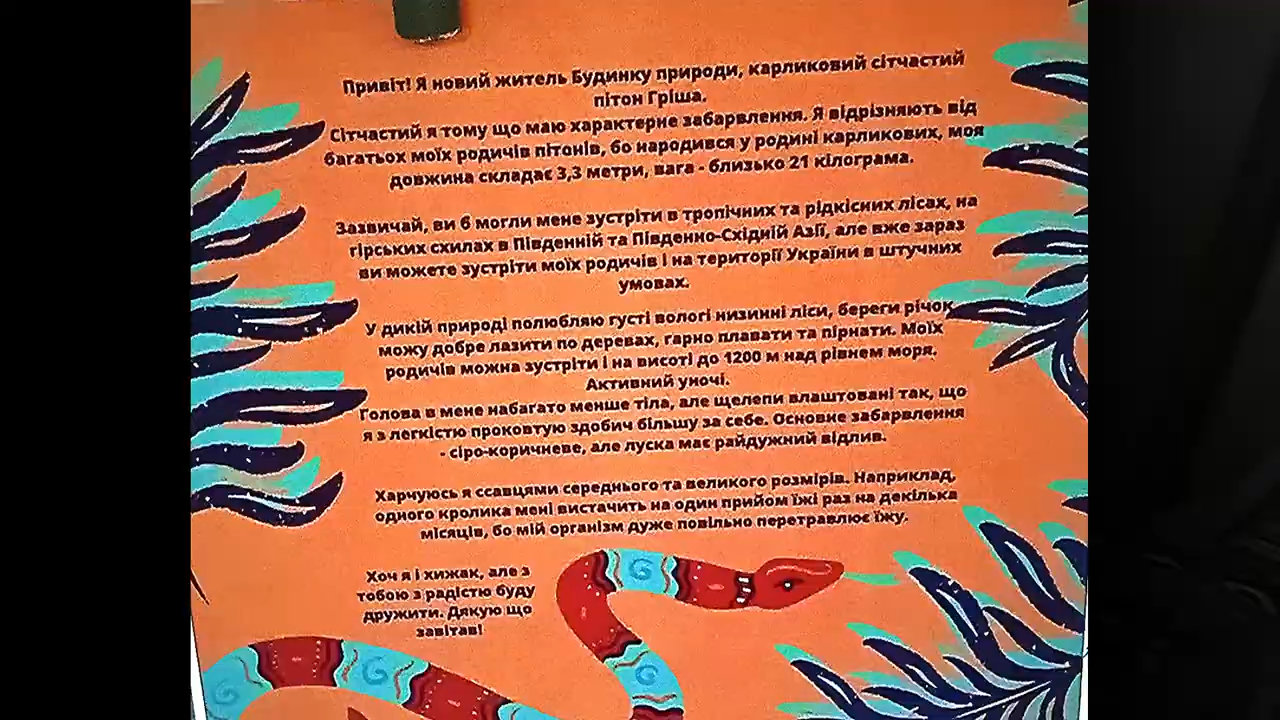 Привіт! Я новий житель Будинку природи, карликовий сітчастий
пітон Гріша.
Сітчастий я тому що маю характерне забарвлення. Я відрізняють від
багатьох моїх родичів пітонів, бо народився у родині карликових, моя
довжина складає 3,3 метри, вага - близько 21 кілограма.
Зазвичай, ви б могли мене зустріти в тропічних та рідкісних лісах, на
гірських схилах в Південній та Південно-Східній Азії, але вже зараз
ви можете зустріти моїх родичів і на території України в штучних
умовах.
У дикій природі полюбляю густі вологі низинні ліси, береги річок,
можу добре лазити по деревах, гарно плавати та пірнати. Моїх
родичів можна зустріти і на висоті до 1200 м над рівнем моря.
Активний уночі.
Голова в мене набагато менше тіла, але щелепи влаштовані так, що
я з легкістю проковтую здобич більшу за себе. Основне забарвлення
- сіро-коричневе, але луска має райдужний відлив.
Харчуюсь я ссавцями середнього та великого розмірів. Наприклад,
одного кролика мені вистачить на один прийом їжі раз на декілька
місяців, бо мій організм дуже повільно перетравлює їжу.
Хоч я і хижак, але з
тобою з радістю буду
дружити. Дякую що
завітав!